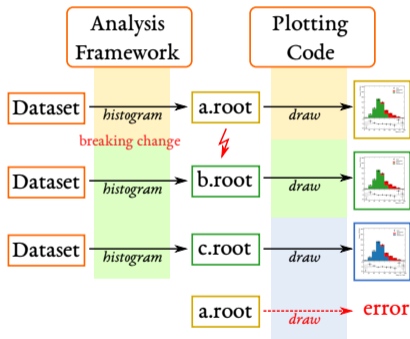 Analysis
Framework
Plotting
Code
Dataset
histogram
a.root
draw
breaking change
Dataset
histogram
b.root
draw
Dataset
histogram
c.root
draw
a.root
draw
error